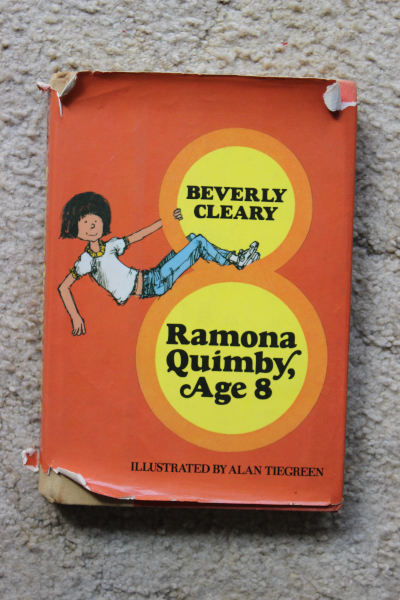 BEVERLY
CLEARY
Ramona
Quimby,
Age 8
ILLUSTRATED BY ALAN TIEGREEN